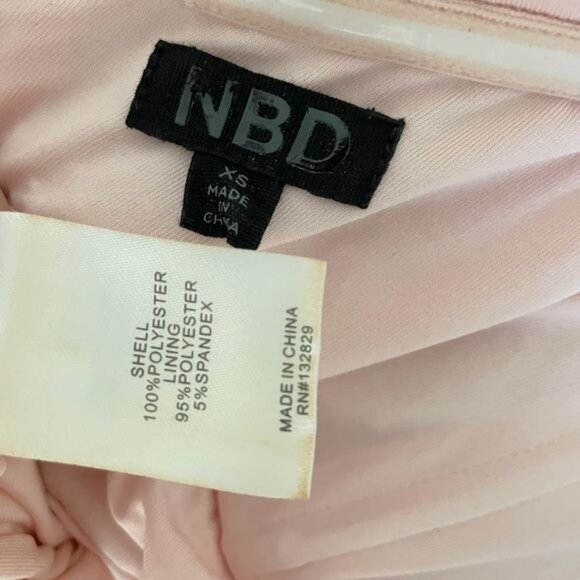 NBD
XS
MADE
IN
CHINA
SHELL
100%POLYESTER
LINING
95%POLYESTER
5%SPANDEX
MADE IN CHINA
RN#132829